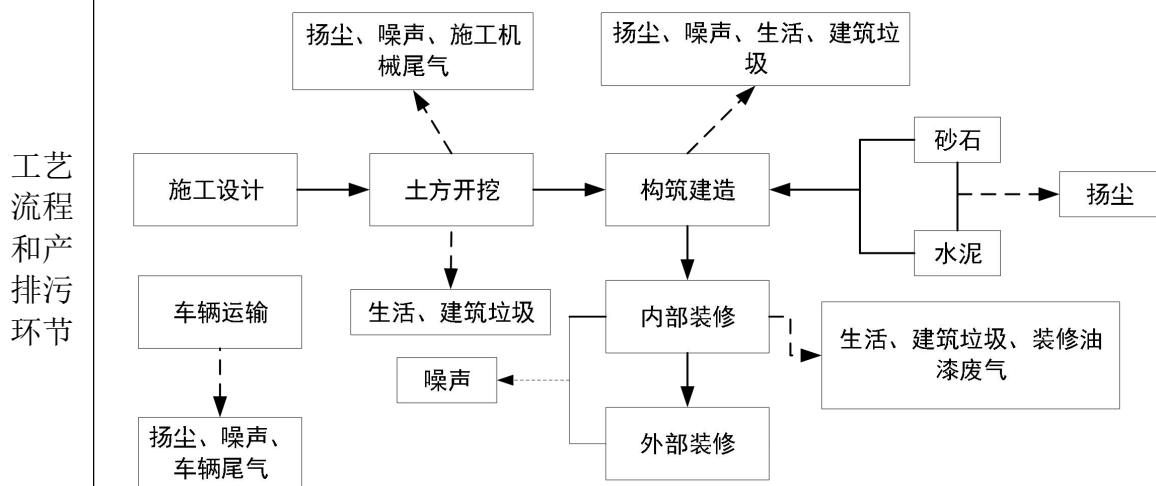 工艺
流程
和产
排污
环节
扬尘、噪声、施工机
械尾气
扬尘、噪声、生活、建筑垃
圾
施工设计
土方开挖
构筑建造
砂石
水泥
扬尘
车辆运输
生活、建筑垃圾
内部装修
生活、建筑垃圾、装修油
漆废气
噪声
外部装修
扬尘、噪声、
车辆尾气